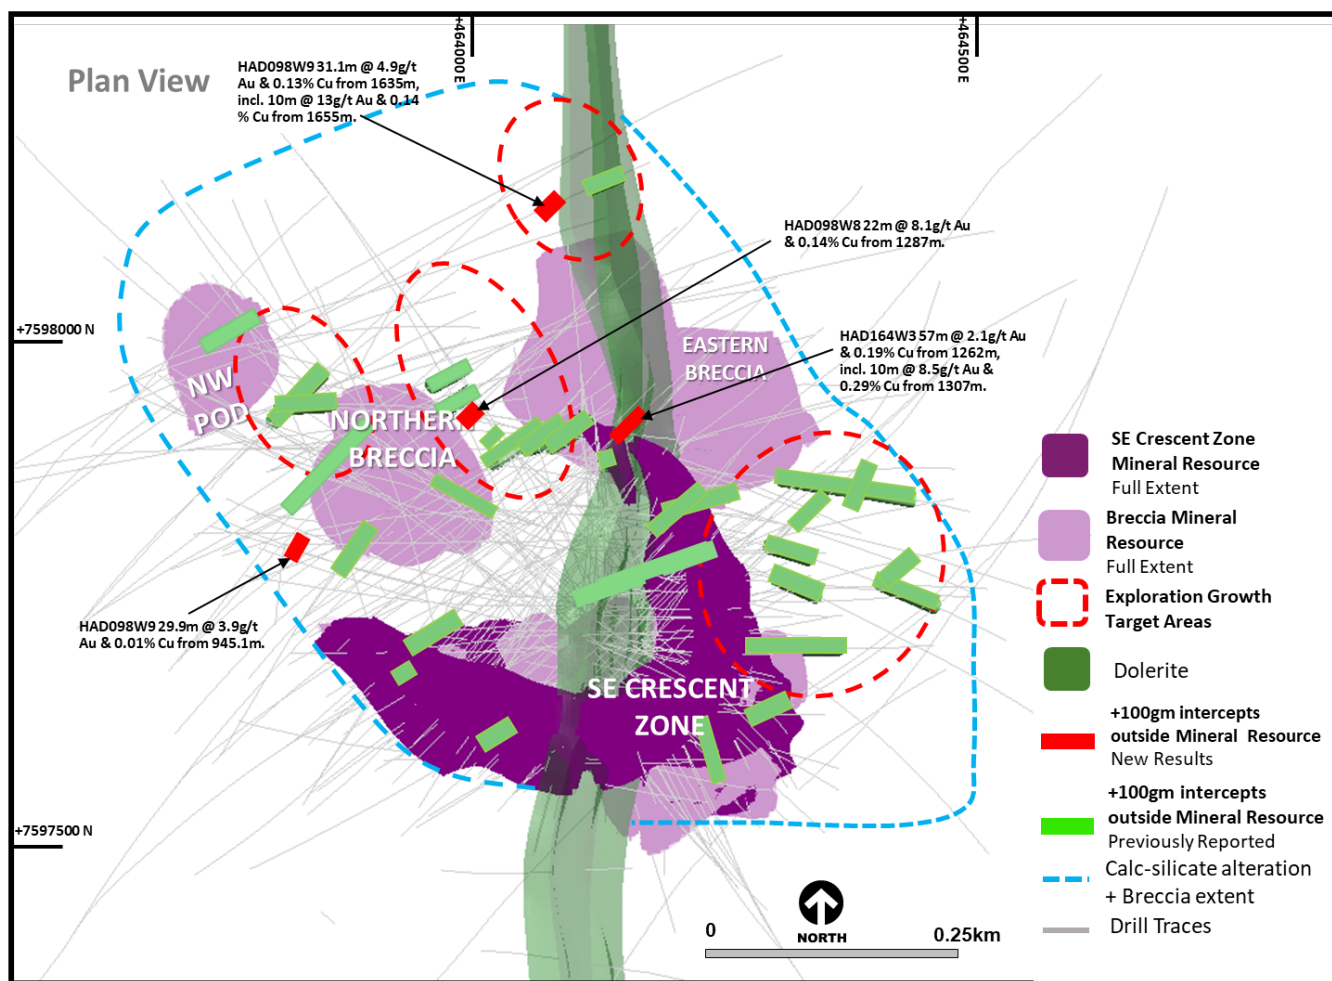 +464000 E
+464500 E
Plan View
HAD098W9 31.1m @ 4.9g/t
Au & 0.13% Cu from 1635m,
incl. 10m @ 13g/t Au & 0.14
% Cu from 1655m.
HAD098W8 22m @ 8.1g/t Au
& 0.14% Cu from 1287m.
+7598000 N
HAD164W3 57m @ 2.1g/t Au
& 0.19% Cu from 1262m,
incl. 10m @ 8.5g/t Au &
0.29% Cu from 1307m.
EASTERN
BRECCIA
NW
POD
NORTHERN
BRECCIA
HAD098W9 29.9m @ 3.9g/t
Au & 0.01% Cu from 945.1m.
SE CRESCENT
ZONE
+7597500 N
SE Crescent Zone
Mineral Resource
Full Extent
Breccia Mineral
Resource
Full Extent
Exploration Growth
Target Areas
Dolerite
+100gm intercepts
outside Mineral Resource
New Results
+100gm intercepts
outside Mineral Resource
Previously Reported
Calc-silicate alteration
+ Breccia extent
Drill Traces
NORTH
0
0.25km